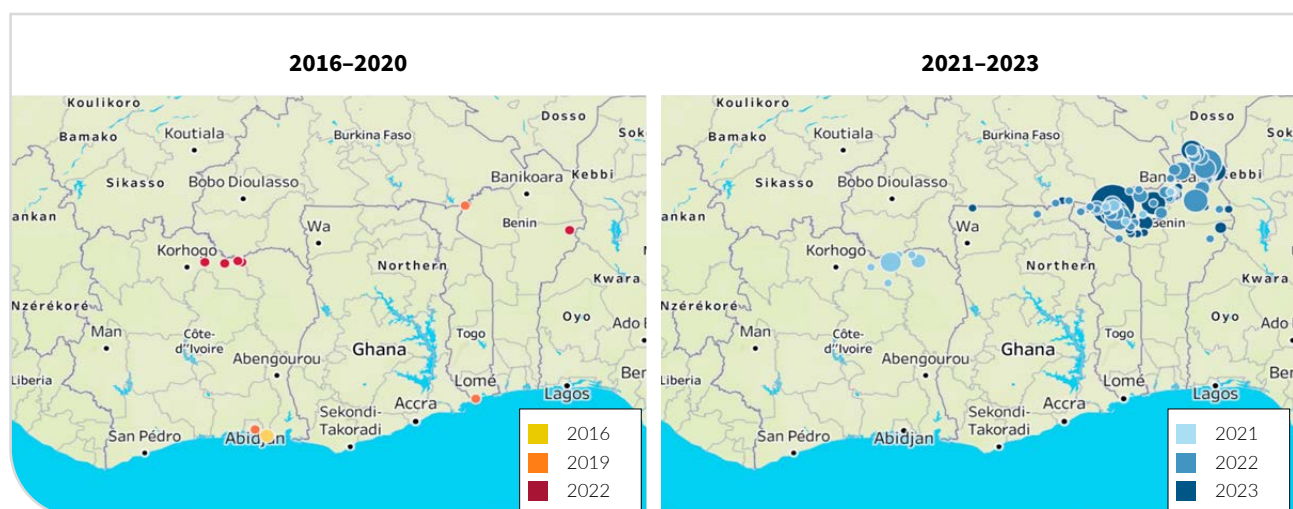 2016–2020
Koulikoro
Dosso
Bamako
Koutiala
Burkina Faso
Sok
Sikasso
Bobo Dioulasso
Banikoara
Kebbi
ankan
Wa
Benin
Korhogo
Northern
Kwara
Nzérékoré
Oyo
Man
Côte-
d''Ivoire
Togo
Ado
Ghana
Abengourou
Liberia
Lomé
Ben
Lagos
Accra
Sekondi-
Takoradi
San Pédro
Abidjan
2016
2019
2022
2021–2023
Koulikoro
Dosso
Bamako
Koutiala
Burkina Faso
Sok
Sikasso
Bobo Dioulasso
ebbi
ankan
Wa
Benin
Korhogo
Northern
Kwara
Nzérékoré
Oyo
Man
Côte-
d''Ivoire
Togo
Ado
Ghana
Abengourou
Liberia
Lomé
Ben
Lagos
Accra
Sekondi-
Takoradi
San Pédro
Abidjan
2021
2022
2023